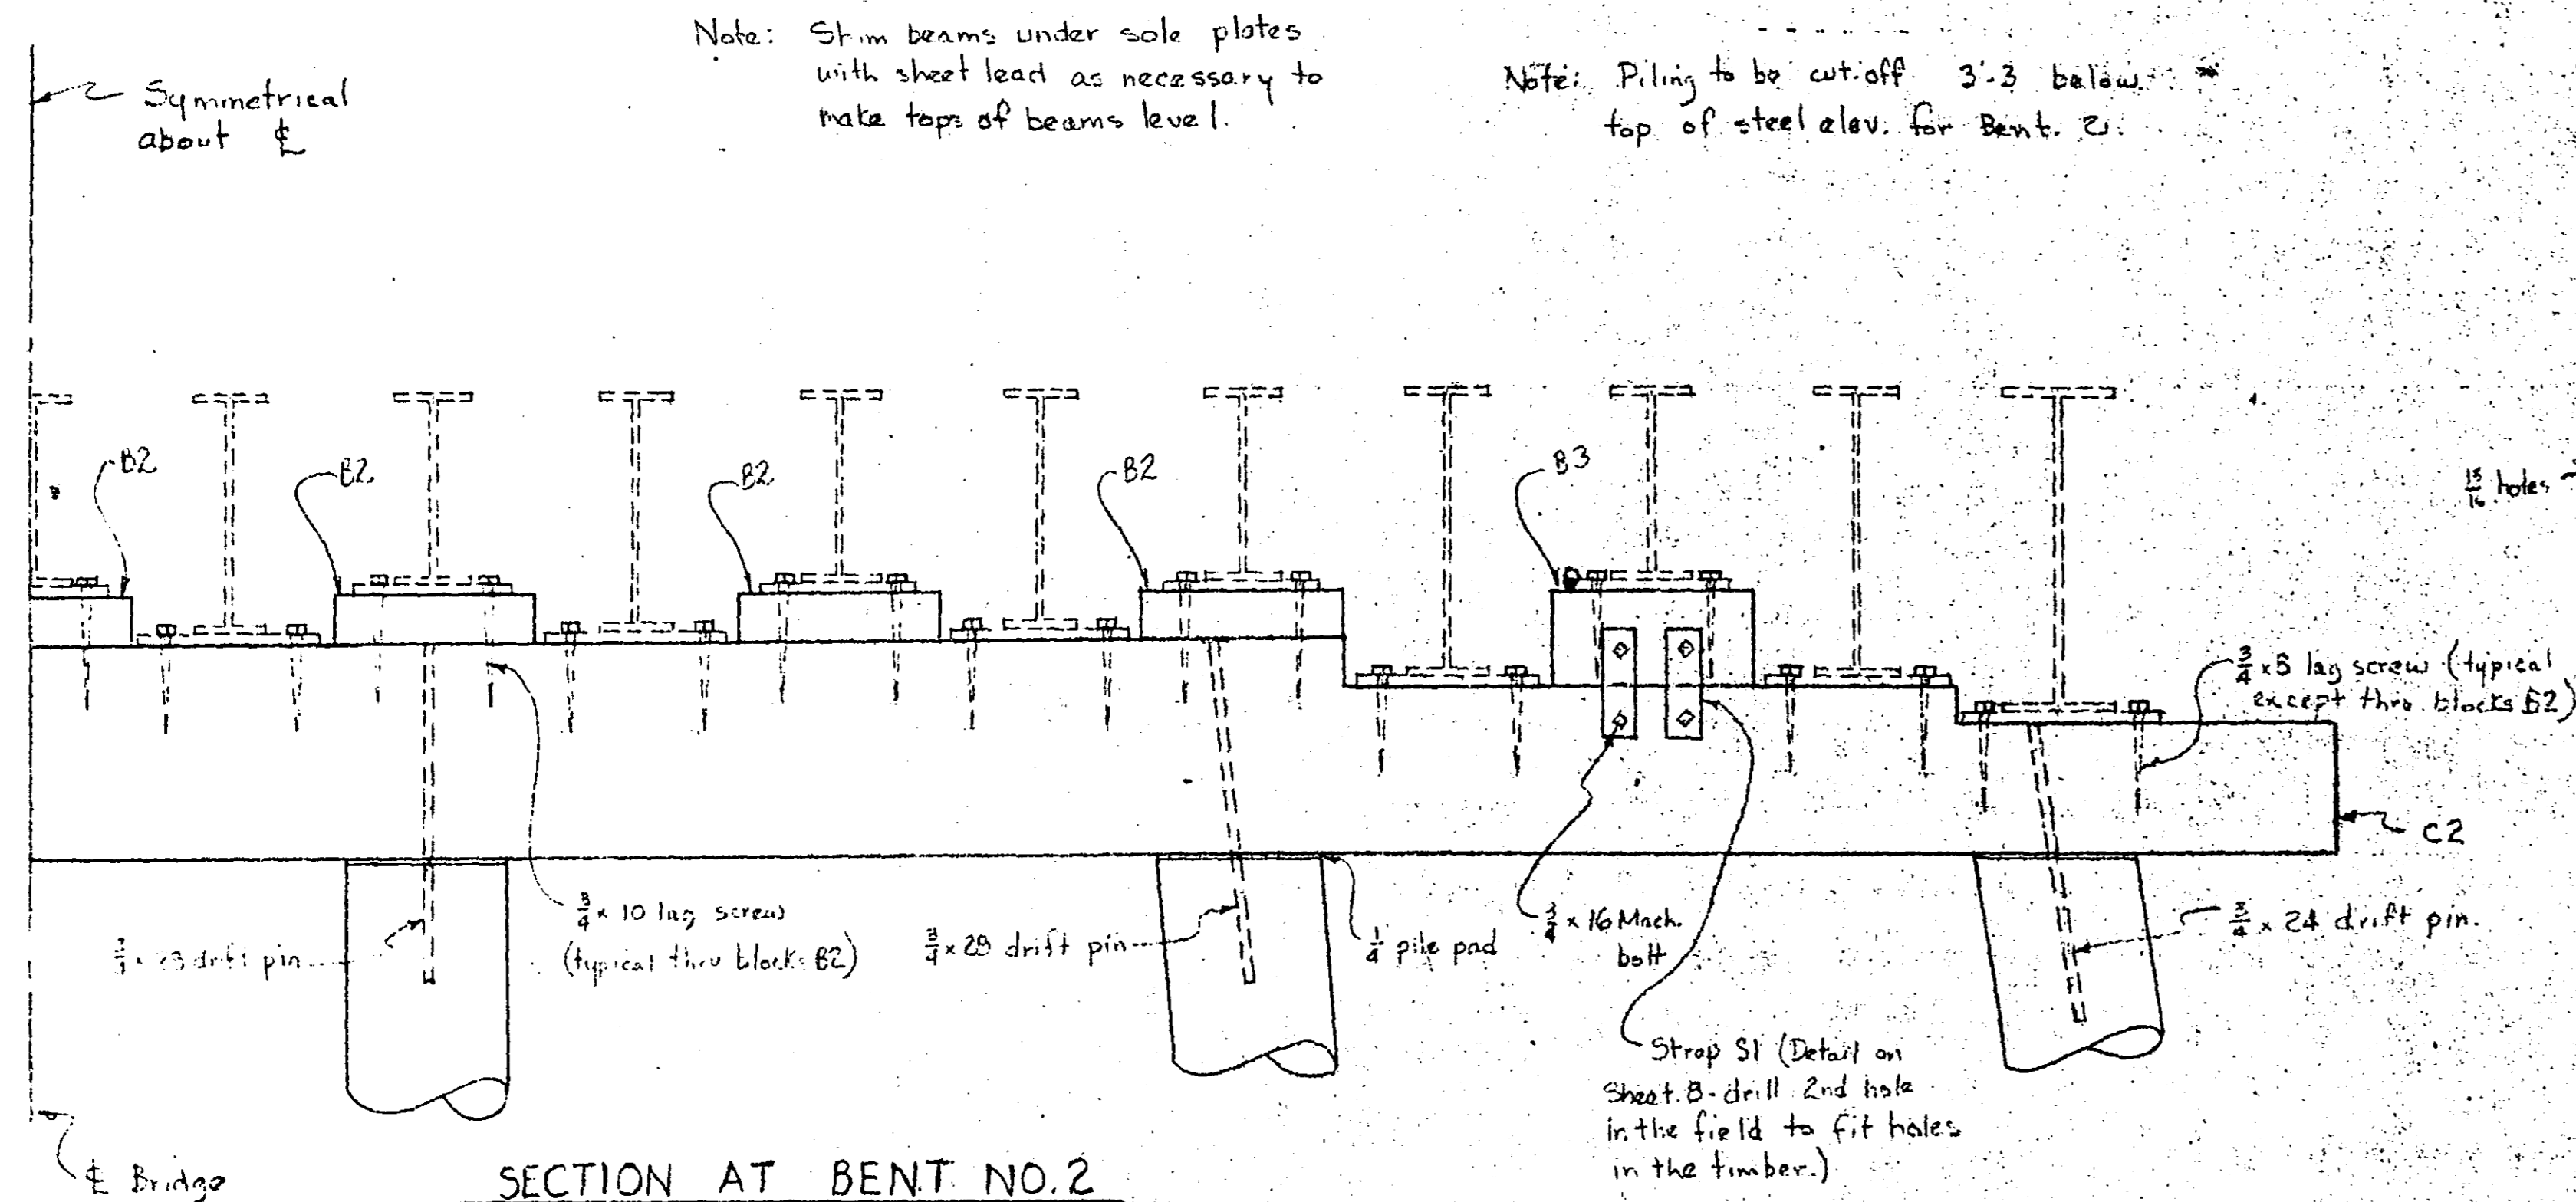 Note: Shim beams under sole plates
with sheet lead as necessary to
make tops of beams level.
Note: Piling to be cut-off 3'-3 below
top of steel elev. for Bent. 2.
Symmetrical
about ℄
B2
B2
B2
B2
B3
15/16 holes
3/4 x 8 lag screw (typical
except thru blocks B2)
C2
3/4 x 10 lag screw
(typical thru blocks B2)
drift pin
3/4 x 28 drift pin
1/4 pile pad
3/4 x 16 Mach.
bolt
3/4 x 24 drift pin.
Strap S1 (Detail on
Sheet 8-drill 2nd hole
in the field to fit holes
in the timber.)
℄ Bridge
SECTION AT BENT NO.2